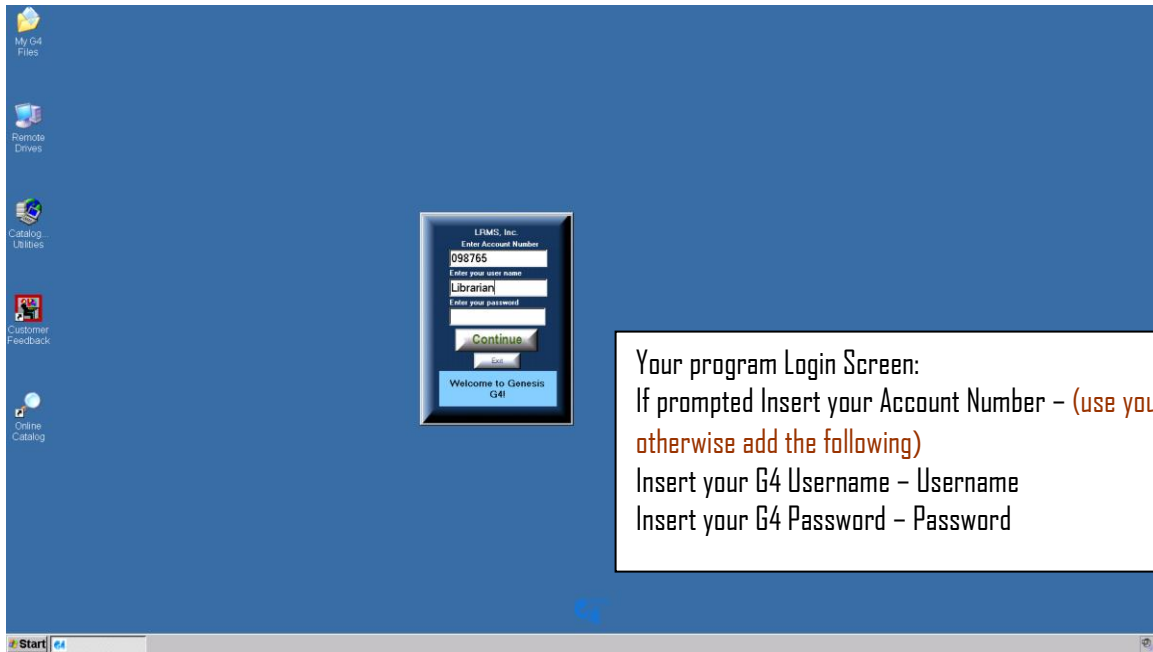 My G4
Files
Remote
Drives
Catalog...
Utilities
Customer
Feedback
Online
Catalog
LRMS, Inc.
Enter Account Number
098765
Enter your user name
Librarian
Enter your password
Continue
Exit
Welcome to Genesis
G4!
Your program Login Screen:
If prompted Insert your Account Number – (use you
otherwise add the following)
Insert your G4 Username – Username
Insert your G4 Password – Password
G4
Start
G4